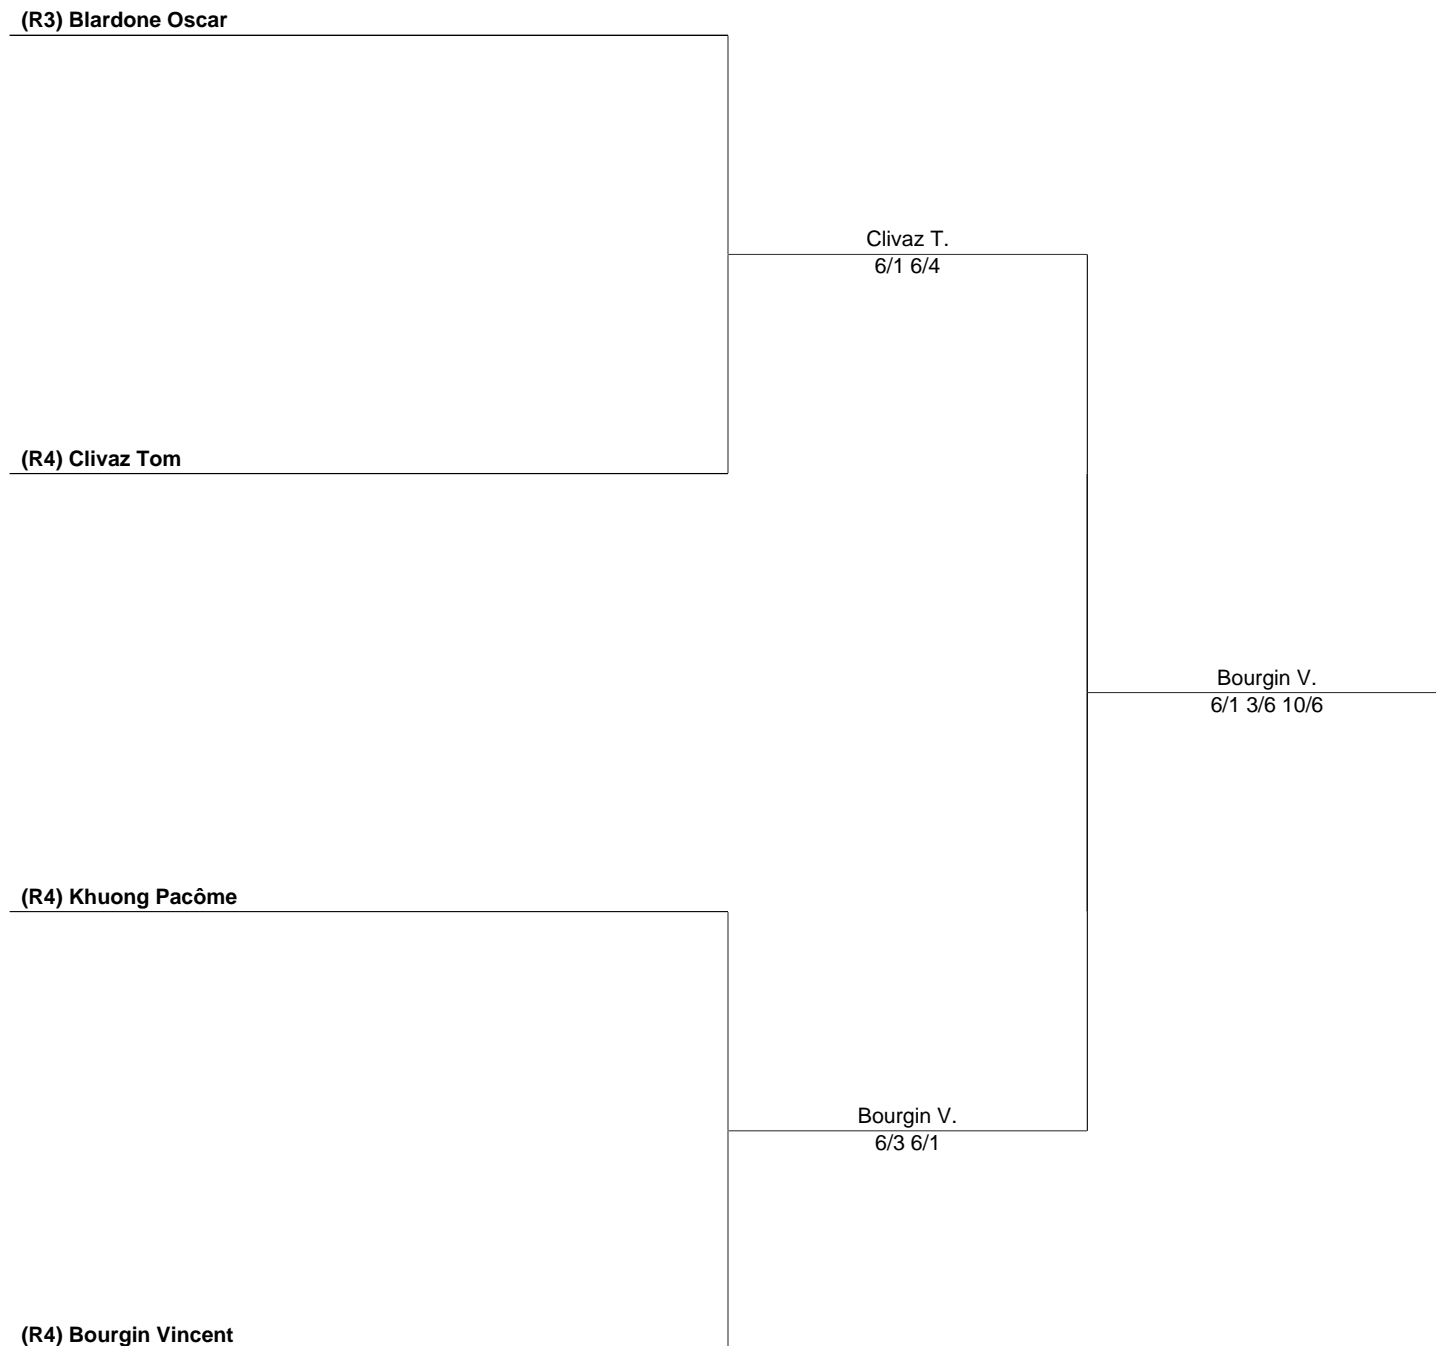 (R3) Blardone Oscar
Clivaz T.
6/1 6/4
(R4) Clivaz Tom
Bourgin V.
6/1 3/6 10/6
(R4) Khuong Pacôme
Bourgin V.
6/3 6/1
(R4) Bourgin Vincent